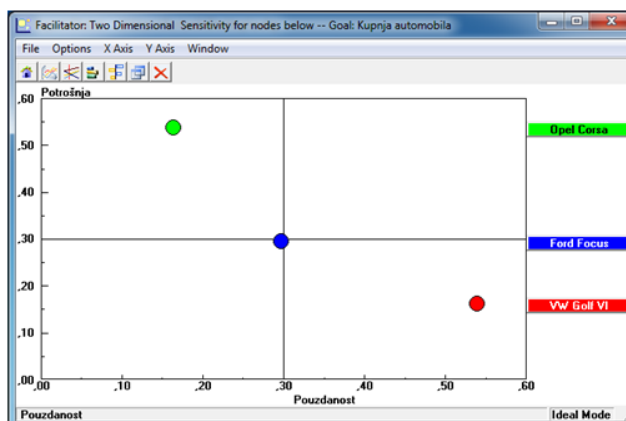 Facilitator: Two Dimensional Sensitivity for nodes below -- Goal: Kupnja automobila
File Options X Axis Y Axis Window
Potrošnja
,60
,50
,40
,30
,20
,10
,00
Opel Corsa
Ford Focus
VW Golf VI
,00 ,10 ,20 ,30 ,40 ,50 ,60
Pouzdanost
Pouzdanost Ideal Mode